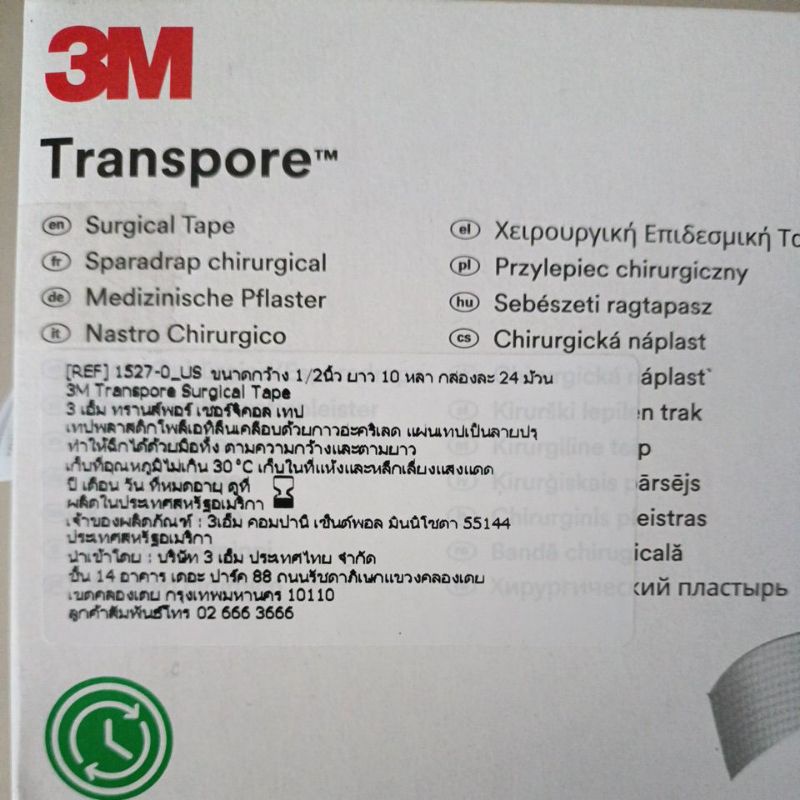 3M
Transpore™
en Surgical Tape
fr Sparadrap chirurgical
de Medizinische Pflaster
it Nastro Chirurgico
el Χειρουργική Επιδεσμική
pl Przylepiec chirurgiczny
hu Sebészeti ragtapasz
cs Chirurgická náplast
[REF] 1527-0_US ขนาดกว้าง 1/2นิ้ว ยาว 10 หลา กล่องละ 24 ม้วน
3M Transpore Surgical Tape
3 เอ็ม ทรานส์พอร์ เซอร์จิคอล เทป
เทปพลาสติกโพลีเอทิลีนเคลือบด้วยกาวอะคริเลต แผ่นเทปเป็นลายปรุ
ทำให้ฉีกได้ด้วยมือทั้ง ตามความกว้างและตามยาว
เก็บที่อุณหภูมิไม่เกิน 30°C เก็บในที่แห้งและหลีกเลี่ยงแสงแดด
ปี เดือน วัน ที่หมดอายุ ดูที่
ผลิตในประเทศสหรัฐอเมริกา
เจ้าของผลิตภัณฑ์ : 3เอ็ม คอมปานี เซ็นต์พอล มินนิโซตา 55144
ประเทศสหรัฐอเมริกา
นำเข้าโดย : บริษัท 3 เอ็ม ประเทศไทย จำกัด
ชั้น 14 อาคาร เดอะ ปาร์ค 88 ถนนรัชดาภิเษกแขวงคลองเตย
เขตคลองเตย กรุงเทพมหานคร 10110
ลูกค้าสัมพันธ์โทร 02 666 3666
Chirurgická náplast
Kirurški
trak
Kirurgiline
Ķirurģiskais
Chirurginis
Bandă chirurgicală
Хирургический пластырь